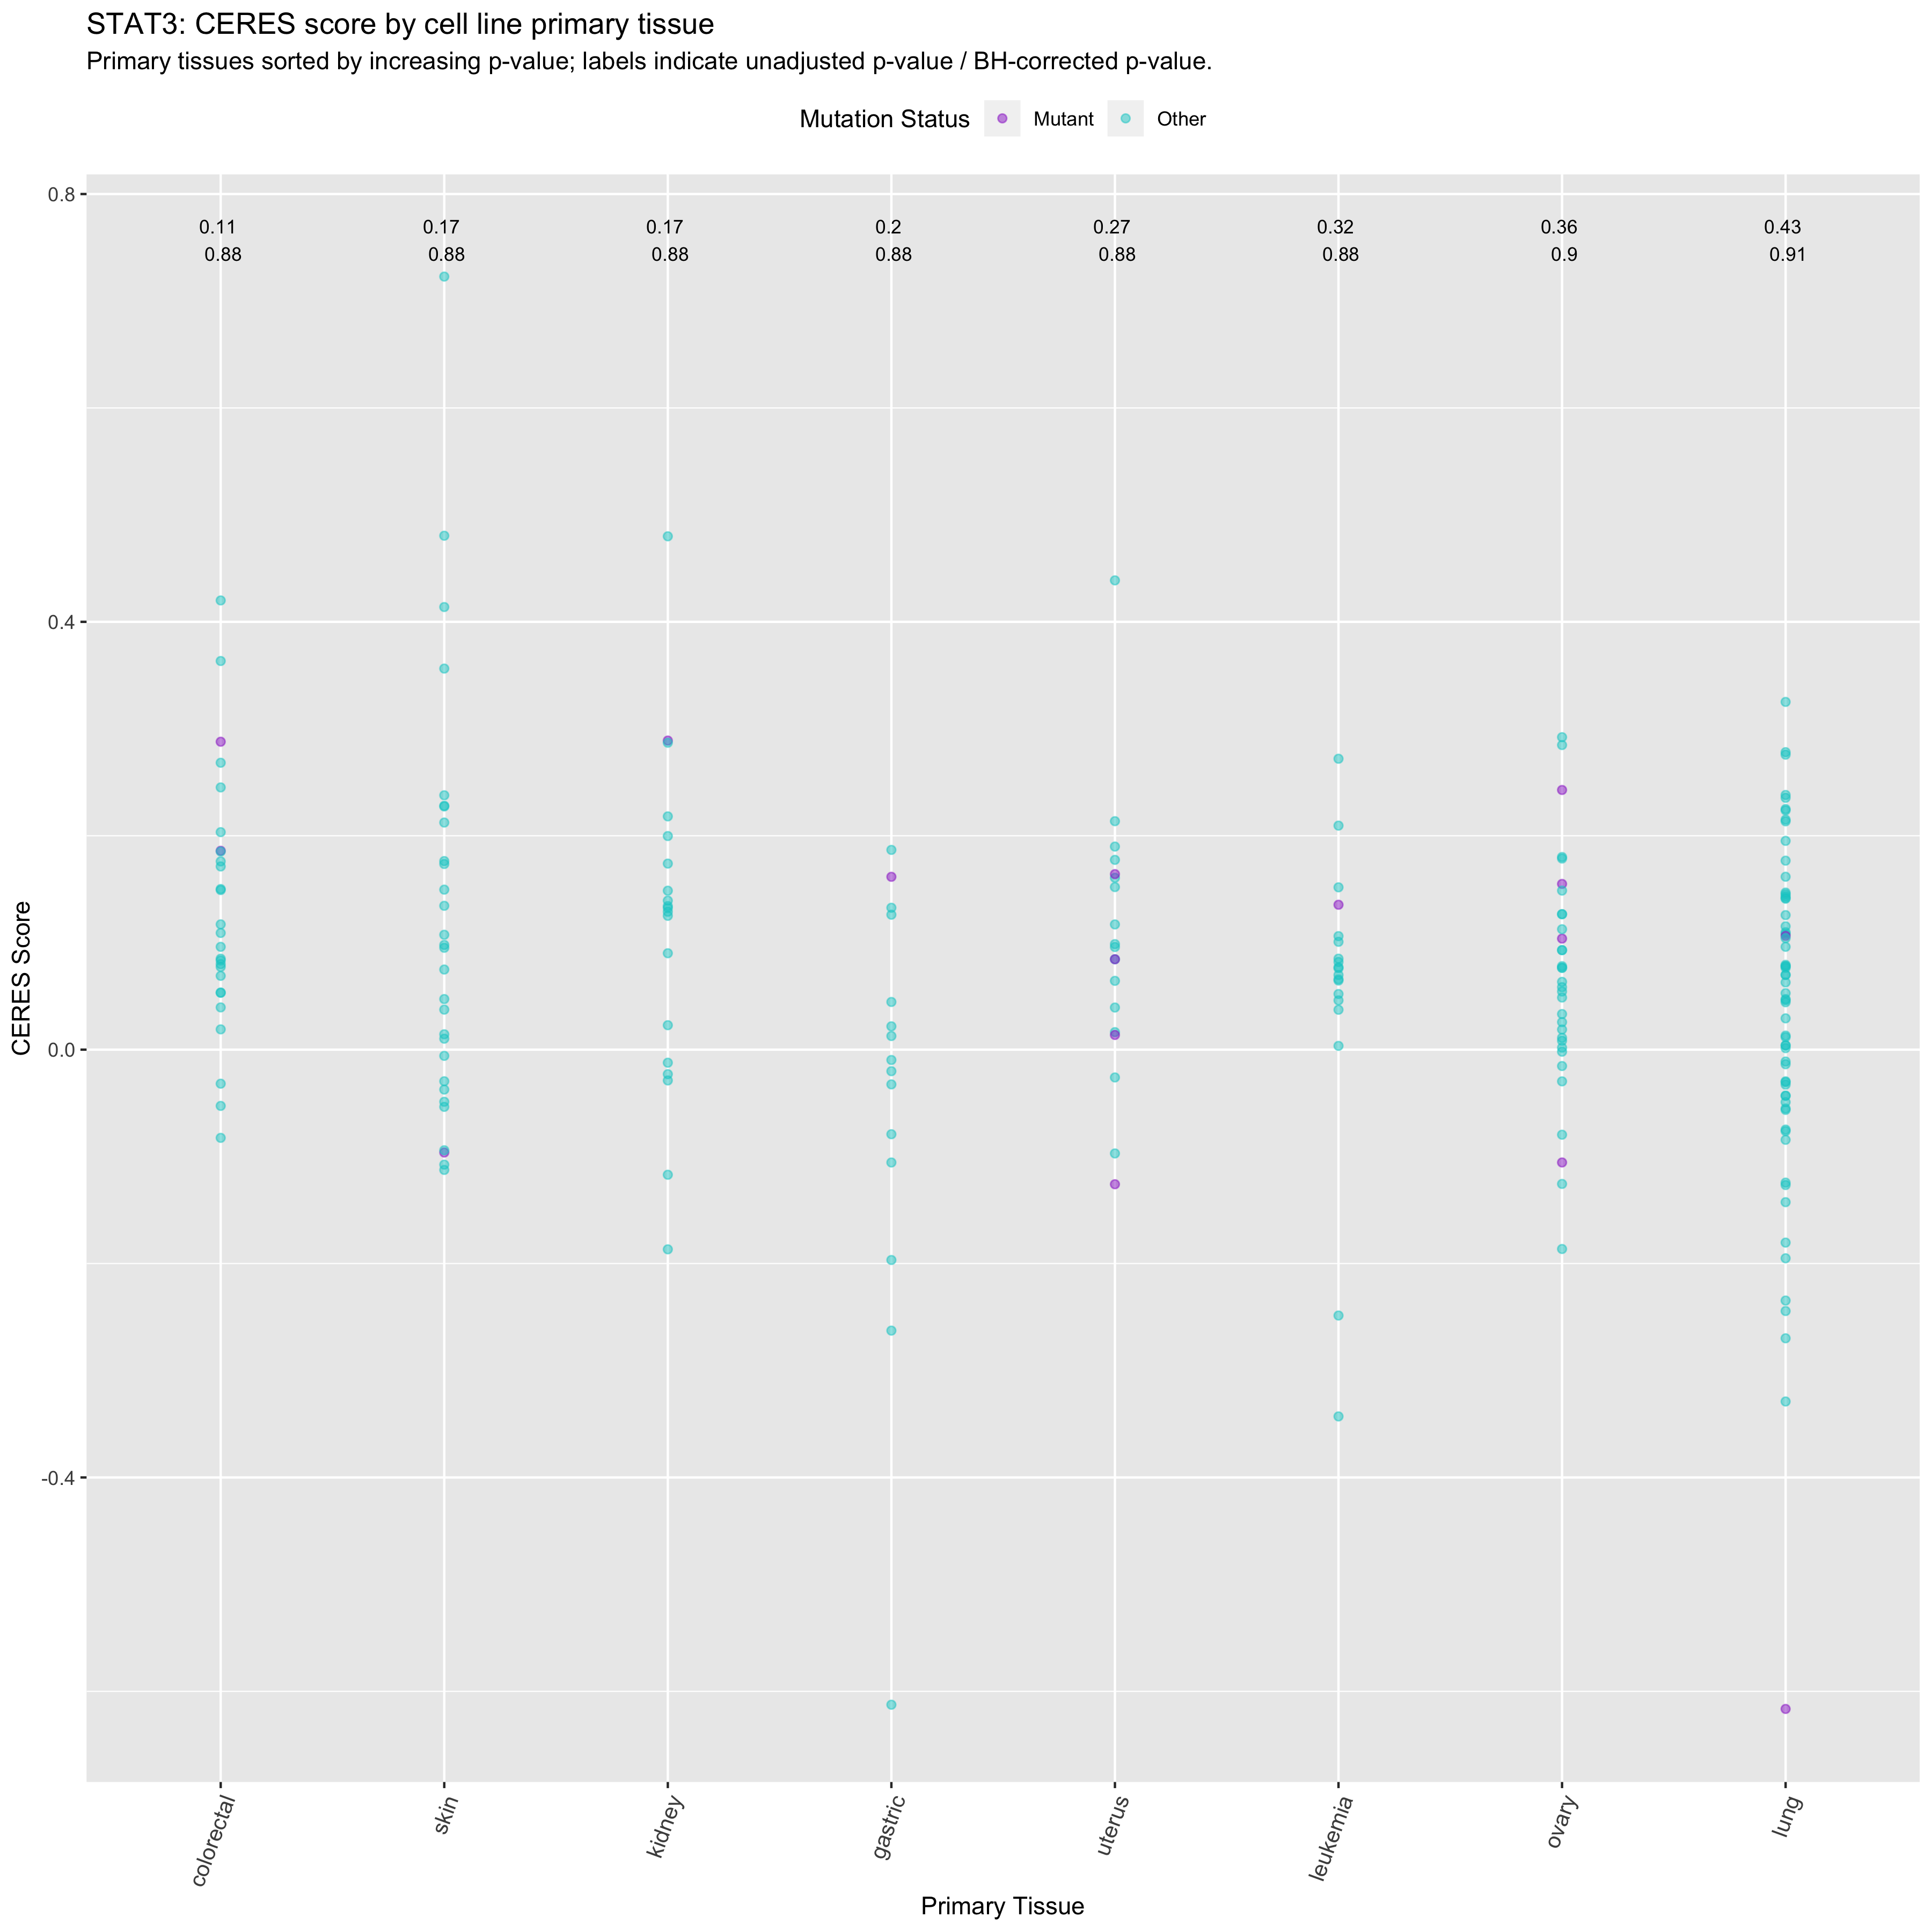 STAT3: CERES score by cell line primary tissue
Primary tissues sorted by increasing p-value; labels indicate unadjusted p-value / BH-corrected p-value.
Mutation Status Mutant Other
0.8
0.11 0.17 0.17 0.2 0.27 0.32 0.36 0.43
0.88 0.88 0.88 0.88 0.88 0.88 0.9 0.91
0.4
0.0
-0.4
CERES Score
colorectal skin kidney gastric uterus leukemia ovary lung
Primary Tissue